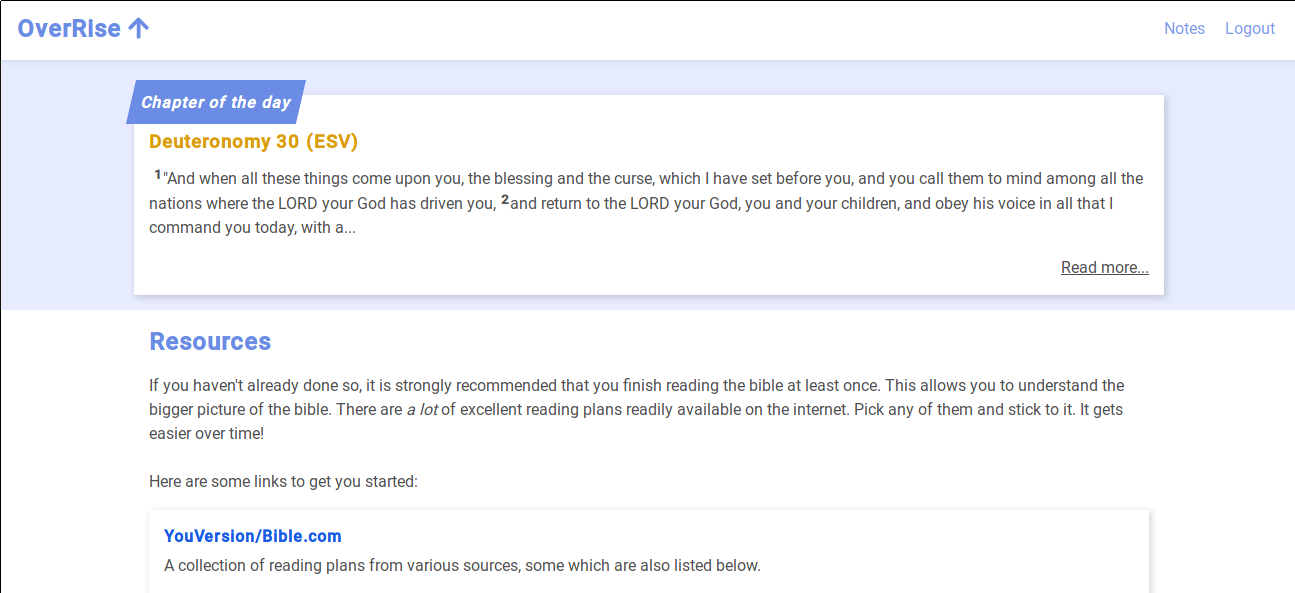 OverRise ↑
Notes Logout
Chapter of the day
Deuteronomy 30 (ESV)
1"And when all these things come upon you, the blessing and the curse, which I have set before you, and you call them to mind among all the
nations where the LORD your God has driven you, 2and return to the LORD your God, you and your children, and obey his voice in all that I
command you today, with a...
Read more...
Resources
If you haven't already done so, it is strongly recommended that you finish reading the bible at least once. This allows you to understand the
bigger picture of the bible. There are a lot of excellent reading plans readily available on the internet. Pick any of them and stick to it. It gets
easier over time!
Here are some links to get you started:
YouVersion/Bible.com
A collection of reading plans from various sources, some which are also listed below.